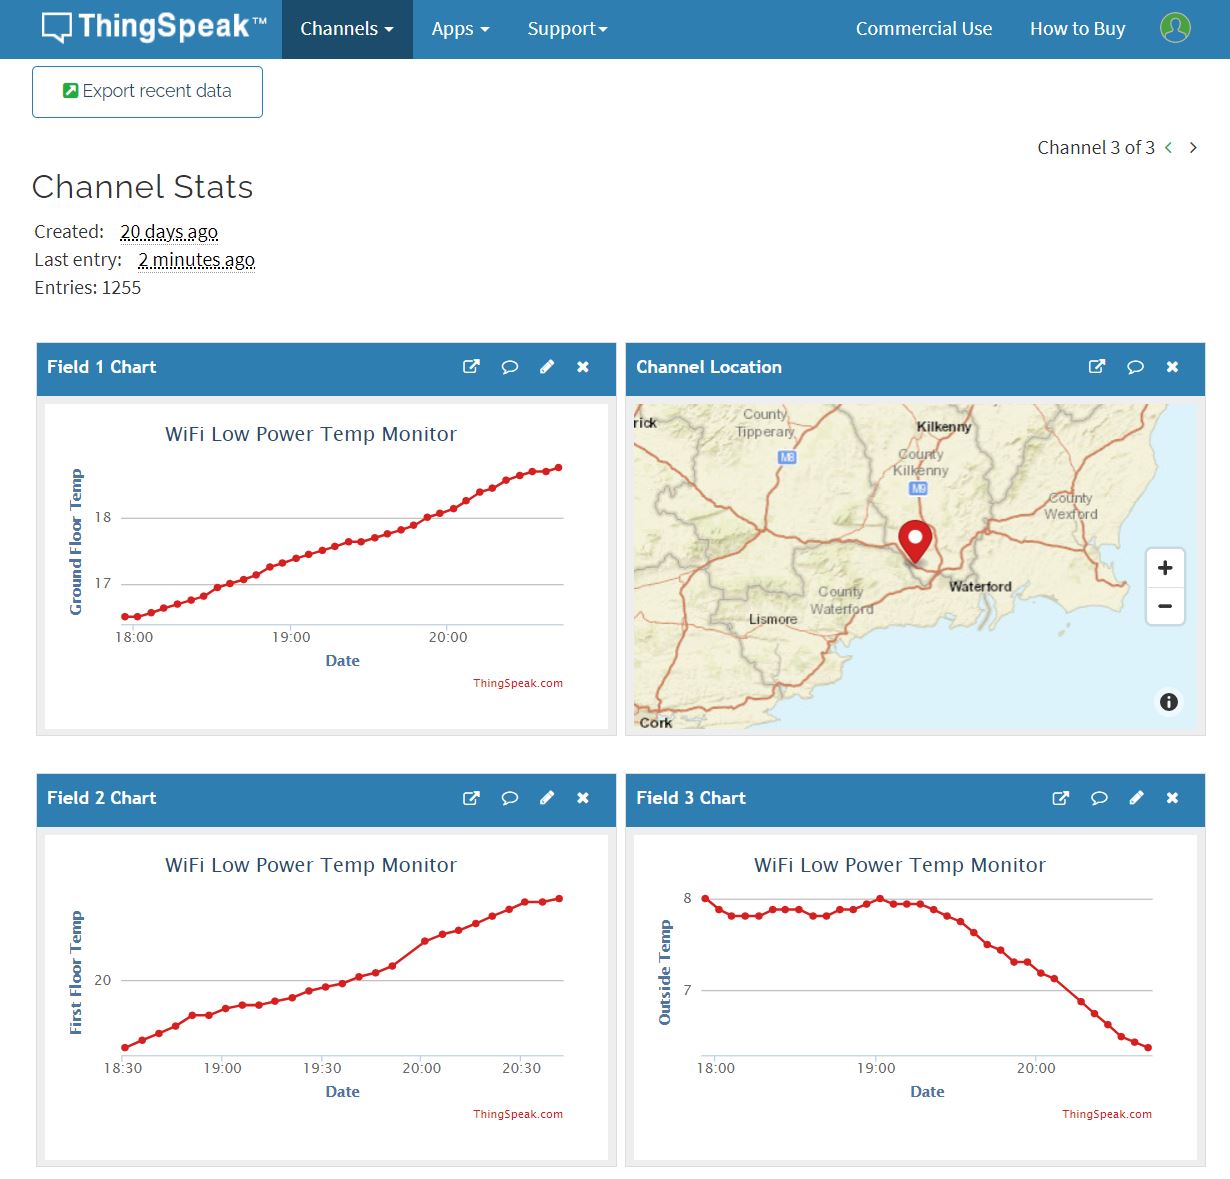 ThingSpeak™ Channels Apps Support Commercial Use How to Buy
Export recent data
Channel 3 of 3
Channel Stats
Created: 20 days ago
Last entry: 2 minutes ago
Entries: 1255
Field 1 Chart
WiFi Low Power Temp Monitor
Ground Floor Temp
18
17
18:00 19:00 20:00
Date
ThingSpeak.com
Channel Location
rick
County
Tipperary
Kilkenny
M8
County
Kilkenny
M9
County
Wexford
Waterford
County
Waterford
Lismore
Cork
Field 2 Chart
WiFi Low Power Temp Monitor
First Floor Temp
20
18:30 19:00 19:30 20:00 20:30
Date
ThingSpeak.com
Field 3 Chart
WiFi Low Power Temp Monitor
Outside Temp
8
7
18:00 19:00 20:00
Date
ThingSpeak.com